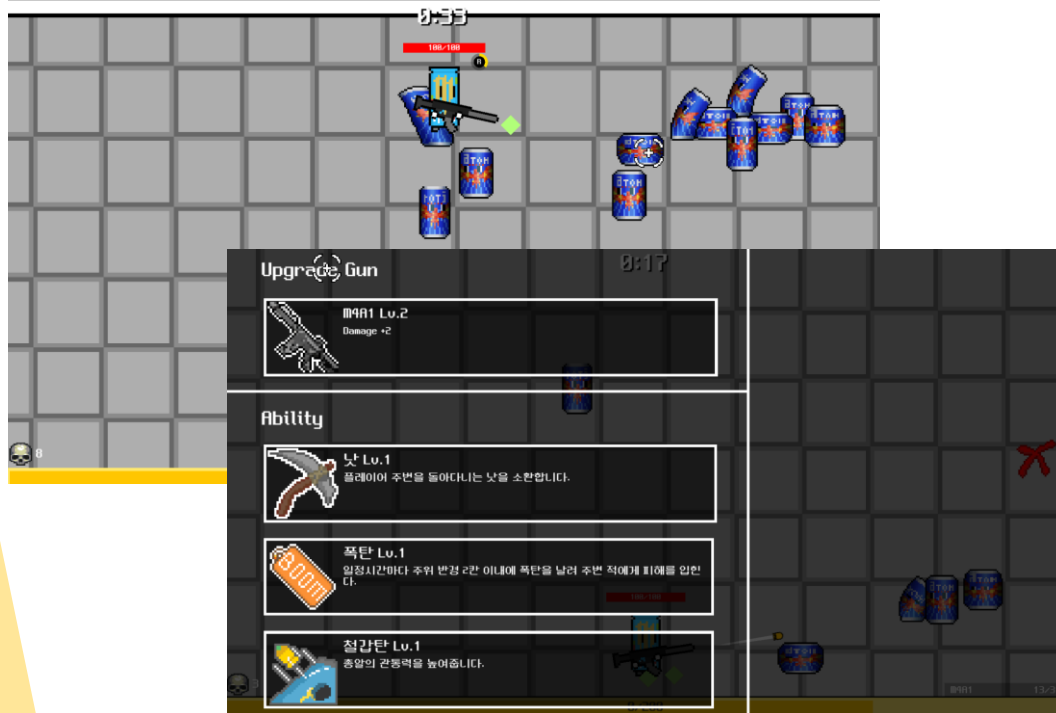 0:33
100/100
A
8
0:17
Upgrade Gun
M4A1 Lv.2
Damage +2
Ability
낫 Lv.1
플레이어 주변을 돌아다니는 낫을 소환합니다.
BOOM
폭탄 Lv.1
일정시간마다 주위 반경 2칸 이내에 폭탄을 날려 주변 적에게 피해를 입힌
다.
100/100
철갑탄 Lv.1
총알의 관통력을 높여줍니다.
M4A1